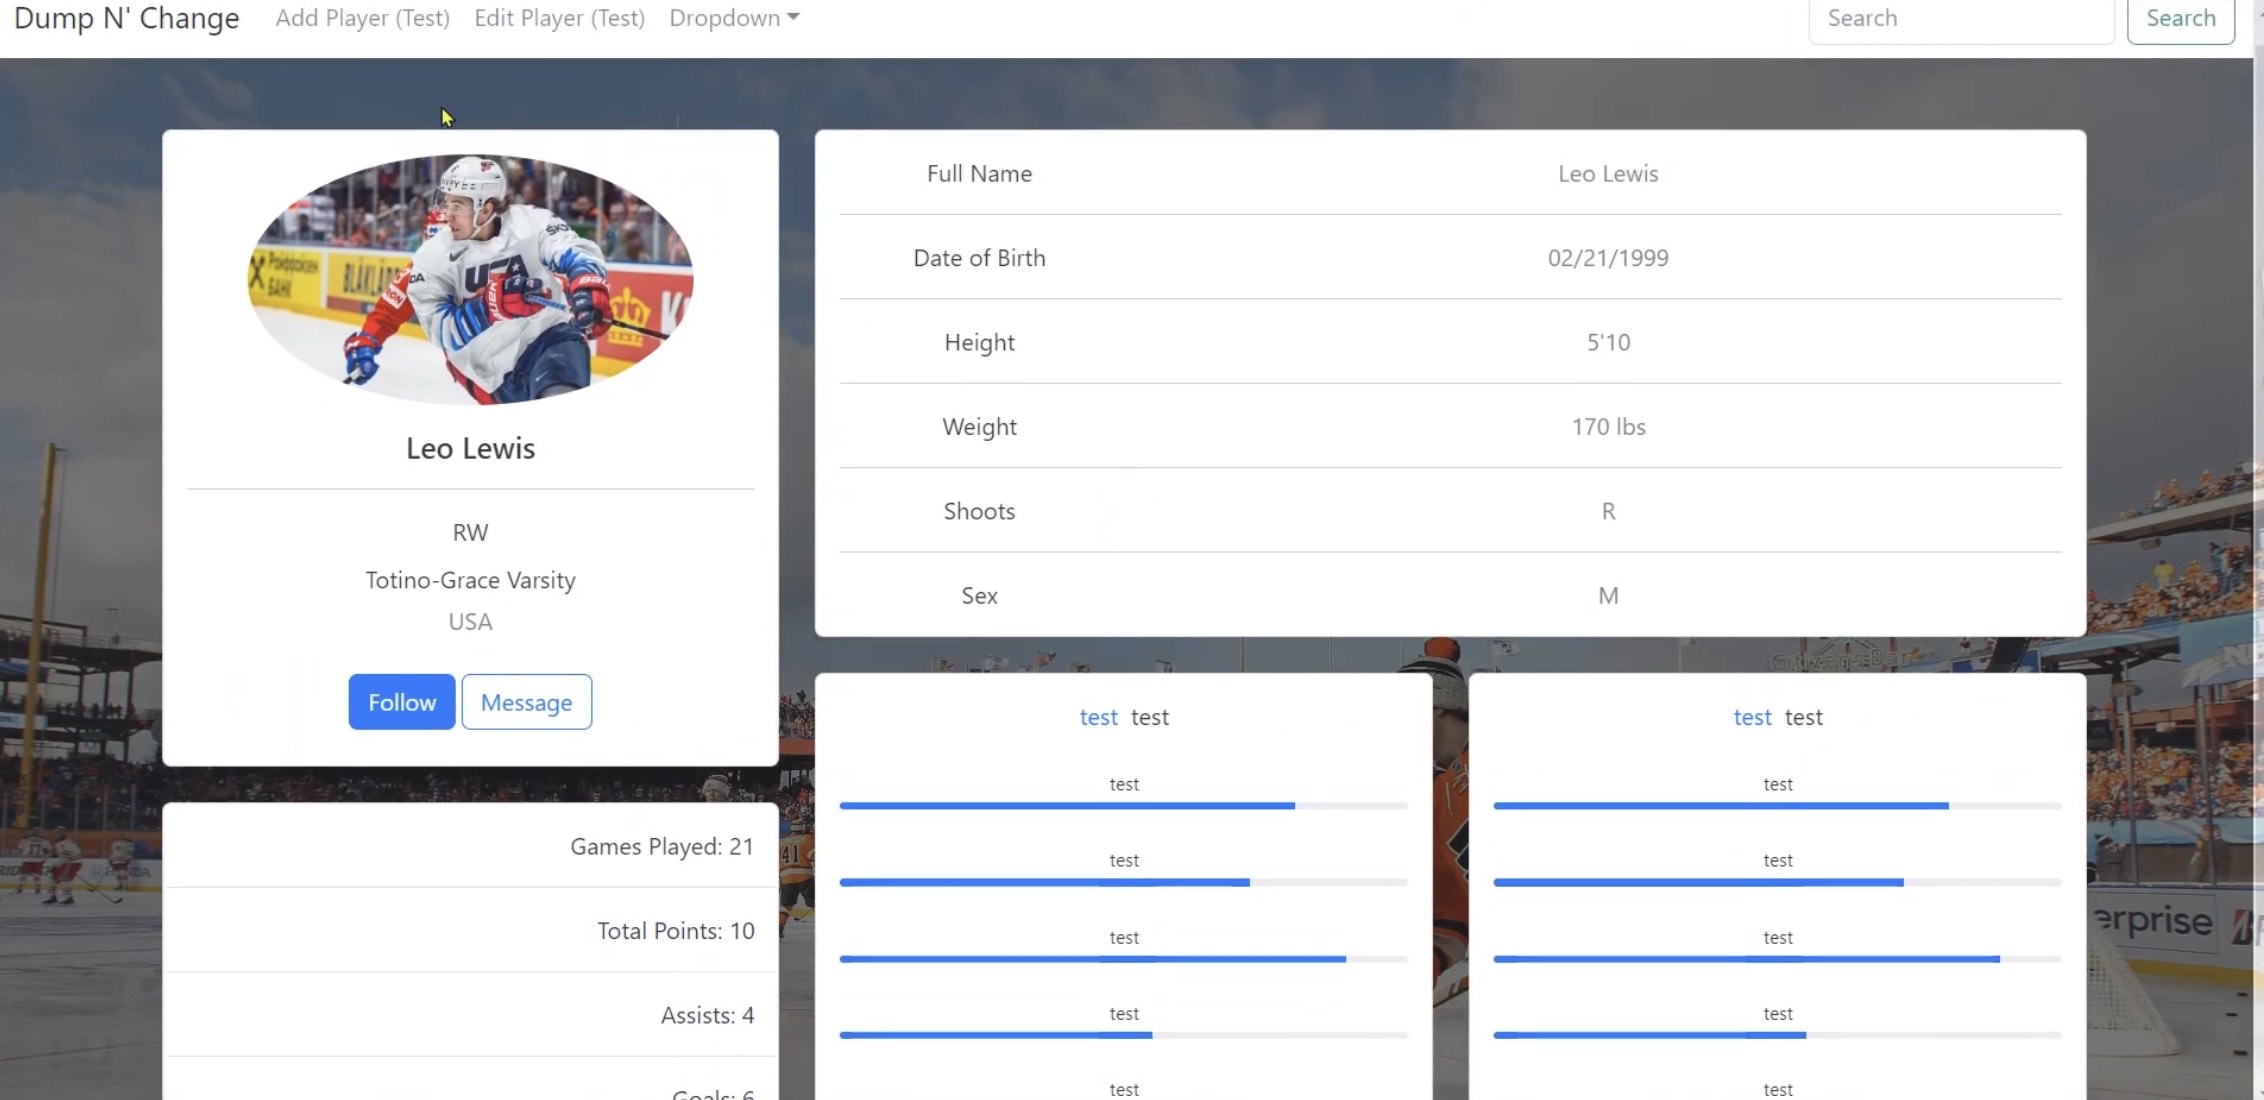 Dump N' Change Add Player (Test) Edit Player (Test) Dropdown Search Search
USA
Leo Lewis
RW
Totino-Grace Varsity
USA
Follow Message
Full Name Leo Lewis
Date of Birth 02/21/1999
Height 5'10
Weight 170 lbs
Shoots R
Sex M
Games Played: 21
Total Points: 10
Assists: 4
Goals: 6
test test
test
test
test
test
test
test test
test
test
test
test
test
erprise
41